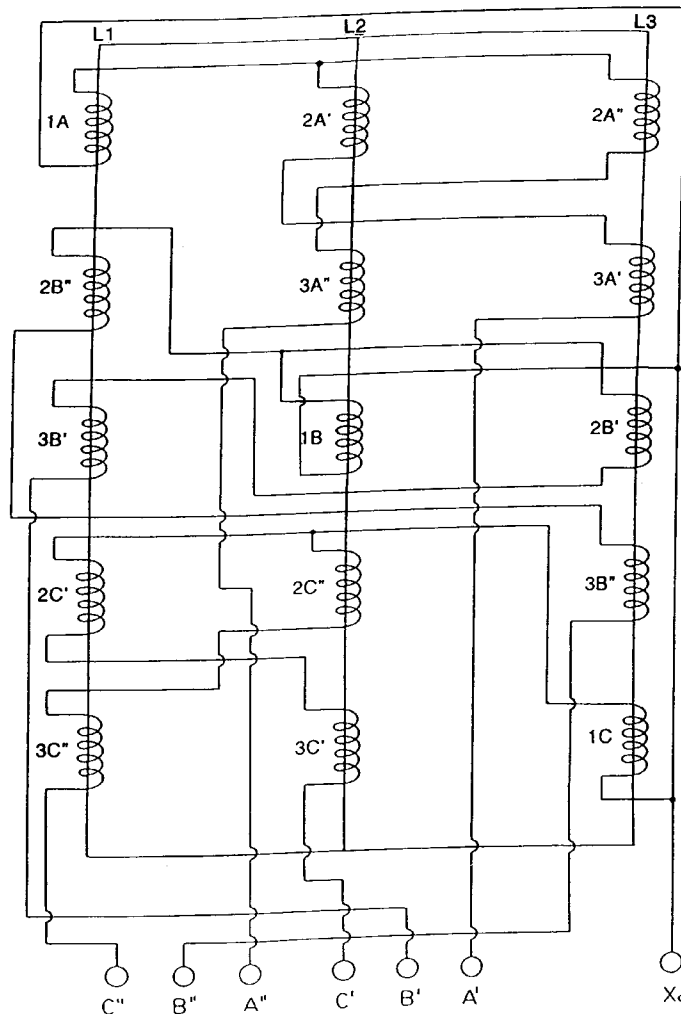 L1 L2 L3
1A 2A' 2A"
2B" 3A" 3A'
3B' 1B 2B'
2C' 2C" 3B"
3C" 3C' 1C
C" B" A" C' B' A'